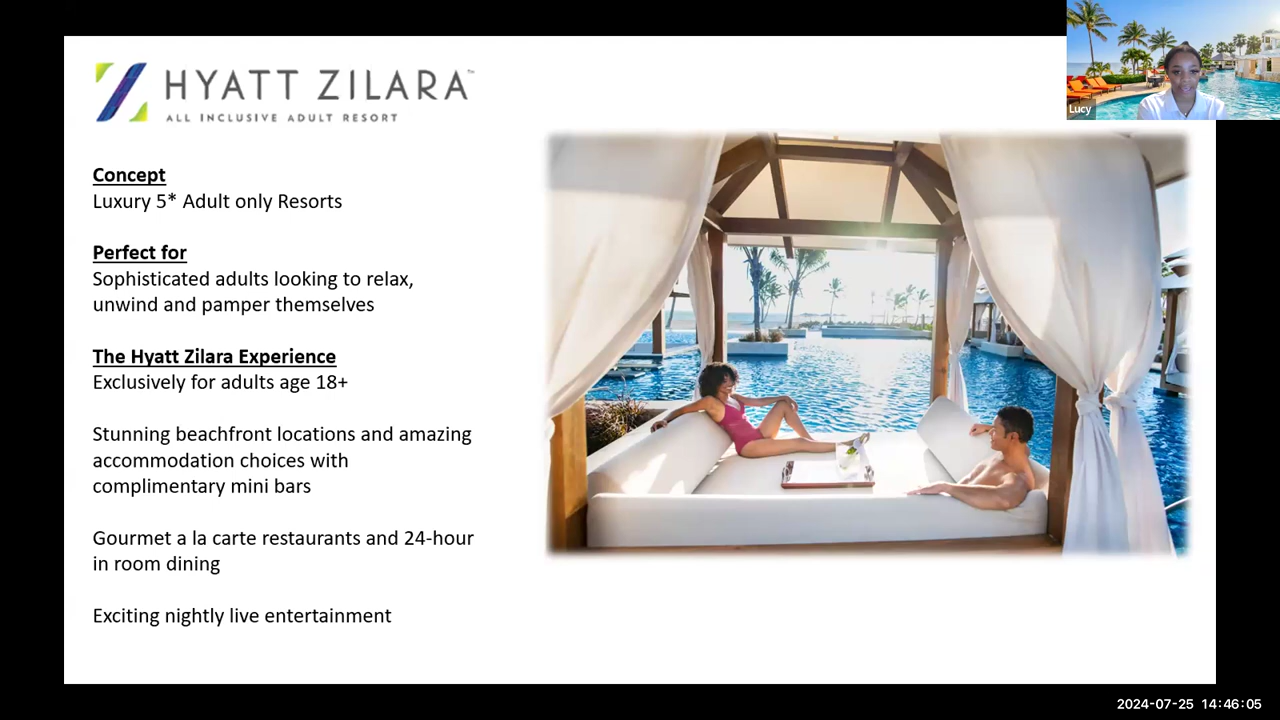 HYATT ZILARA™
ALL INCLUSIVE ADULT RESORT
Lucy
Concept
Luxury 5* Adult only Resorts
Perfect for
Sophisticated adults looking to relax,
unwind and pamper themselves
The Hyatt Zilara Experience
Exclusively for adults age 18+
Stunning beachfront locations and amazing
accommodation choices with
complimentary mini bars
Gourmet a la carte restaurants and 24-hour
in room dining
Exciting nightly live entertainment
2024-07-25 14:46:05